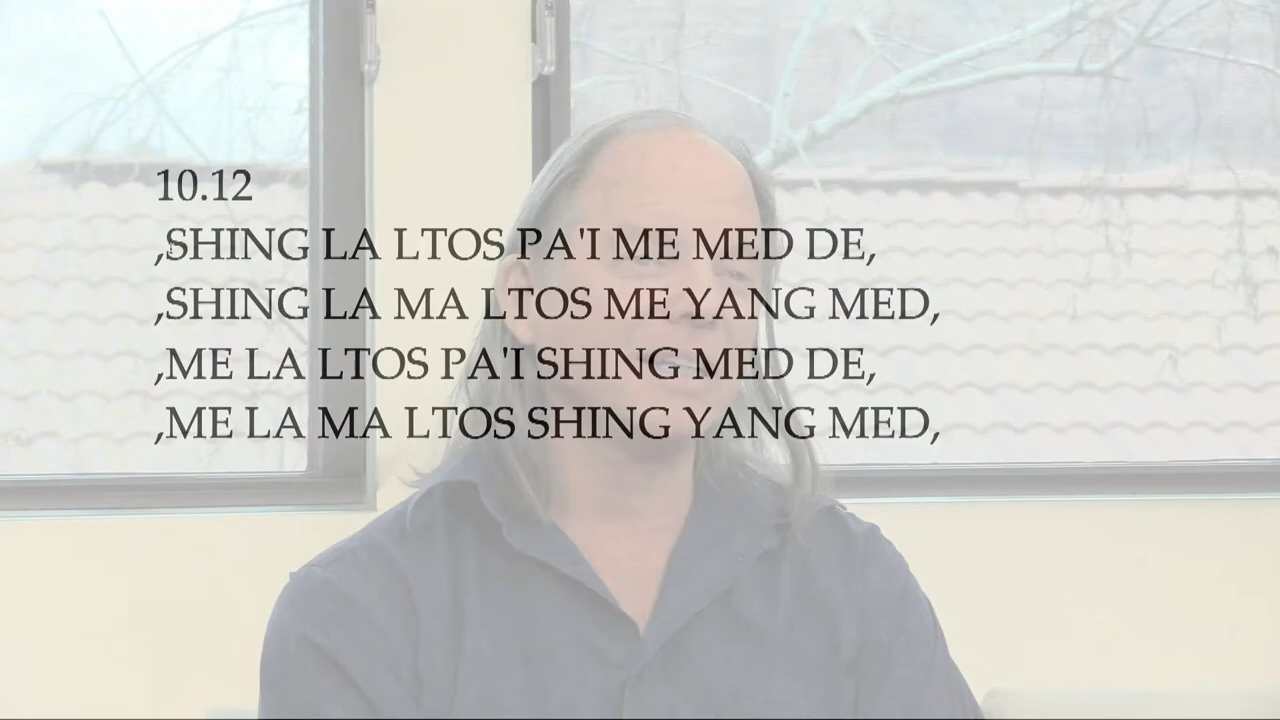 10.12
,SHING LA LTOS PA'I ME MED DE,
,SHING LA MA LTOS ME YANG MED,
,ME LA LTOS PA'I SHING MED DE,
,ME LA MA LTOS SHING YANG MED,